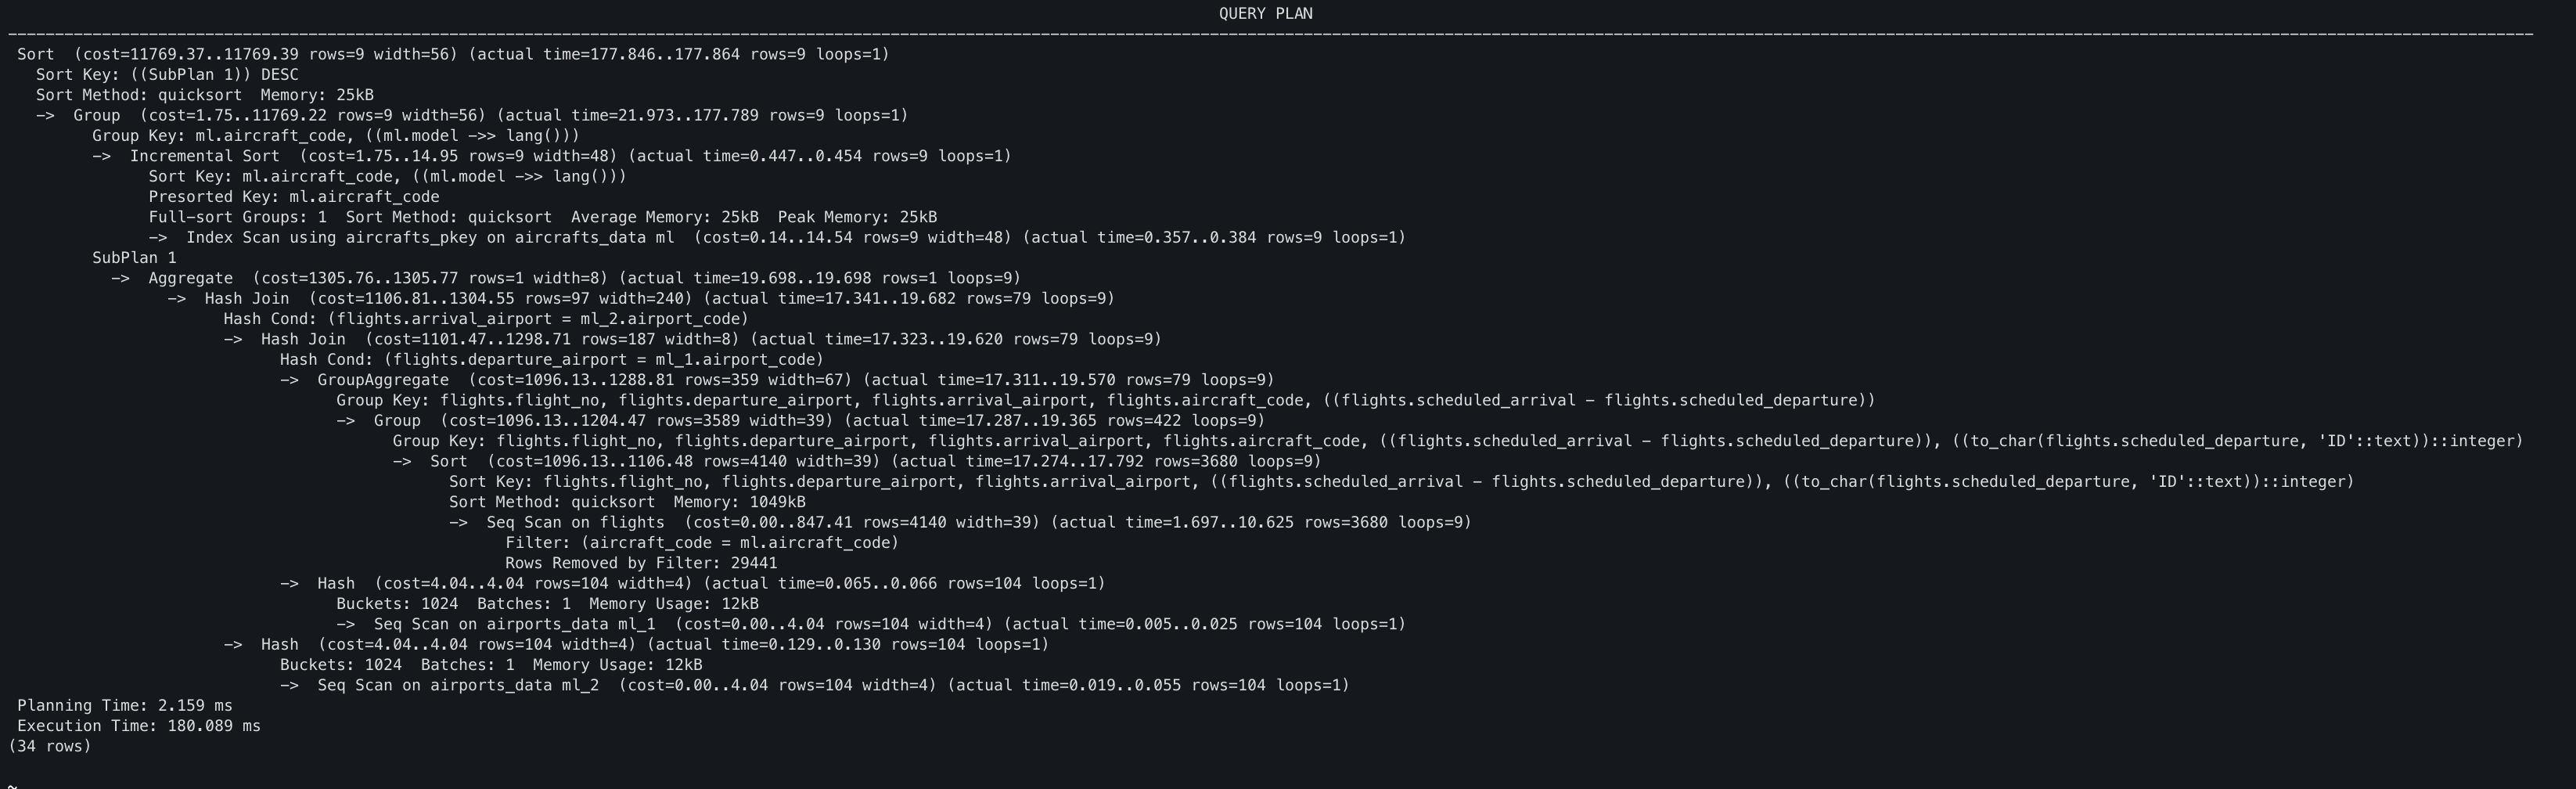 QUERY PLAN
--------------------------------------------------------------------------------------------------------------------------------------------------------------------------------------------------------------------------------------------------------------------------------
Sort  (cost=11769.37..11769.39 rows=9 width=56) (actual time=177.846..177.864 rows=9 loops=1)
  Sort Key: ((SubPlan 1)) DESC
  Sort Method: quicksort  Memory: 25kB
  ->  Group  (cost=1.75..11769.22 rows=9 width=56) (actual time=21.973..177.789 rows=9 loops=1)
        Group Key: ml.aircraft_code, ((ml.model ->> lang()))
        ->  Incremental Sort  (cost=1.75..14.95 rows=9 width=48) (actual time=0.447..0.454 rows=9 loops=1)
              Sort Key: ml.aircraft_code, ((ml.model ->> lang()))
              Presorted Key: ml.aircraft_code
              Full-sort Groups: 1  Sort Method: quicksort  Average Memory: 25kB  Peak Memory: 25kB
              ->  Index Scan using aircrafts_pkey on aircrafts_data ml  (cost=0.14..14.54 rows=9 width=48) (actual time=0.357..0.384 rows=9 loops=1)
        SubPlan 1
          ->  Aggregate  (cost=1305.76..1305.77 rows=1 width=8) (actual time=19.698..19.698 rows=1 loops=9)
                ->  Hash Join  (cost=1106.81..1304.55 rows=97 width=240) (actual time=17.341..19.682 rows=79 loops=9)
                      Hash Cond: (flights.arrival_airport = ml_2.airport_code)
                      ->  Hash Join  (cost=1101.47..1298.71 rows=187 width=8) (actual time=17.323..19.620 rows=79 loops=9)
                            Hash Cond: (flights.departure_airport = ml_1.airport_code)
                            ->  GroupAggregate  (cost=1096.13..1288.81 rows=359 width=67) (actual time=17.311..19.570 rows=79 loops=9)
                                  Group Key: flights.flight_no, flights.departure_airport, flights.arrival_airport, flights.aircraft_code, ((flights.scheduled_arrival - flights.scheduled_departure))
                                  ->  Group  (cost=1096.13..1204.47 rows=3589 width=39) (actual time=17.287..19.365 rows=422 loops=9)
                                        Group Key: flights.flight_no, flights.departure_airport, flights.arrival_airport, flights.aircraft_code, ((flights.scheduled_arrival - flights.scheduled_departure)), ((to_char(flights.scheduled_departure, 'ID'::text))::integer)
                                        ->  Sort  (cost=1096.13..1106.48 rows=4140 width=39) (actual time=17.274..17.792 rows=3680 loops=9)
                                              Sort Key: flights.flight_no, flights.departure_airport, flights.arrival_airport, ((flights.scheduled_arrival - flights.scheduled_departure)), ((to_char(flights.scheduled_departure, 'ID'::text))::integer)
                                              Sort Method: quicksort  Memory: 1049kB
                                              ->  Seq Scan on flights  (cost=0.00..847.41 rows=4140 width=39) (actual time=1.697..10.625 rows=3680 loops=9)
                                                    Filter: (aircraft_code = ml.aircraft_code)
                                                    Rows Removed by Filter: 29441
                            ->  Hash  (cost=4.04..4.04 rows=104 width=4) (actual time=0.065..0.066 rows=104 loops=1)
                                  Buckets: 1024  Batches: 1  Memory Usage: 12kB
                                  ->  Seq Scan on airports_data ml_1  (cost=0.00..4.04 rows=104 width=4) (actual time=0.005..0.025 rows=104 loops=1)
                      ->  Hash  (cost=4.04..4.04 rows=104 width=4) (actual time=0.129..0.130 rows=104 loops=1)
                            Buckets: 1024  Batches: 1  Memory Usage: 12kB
                            ->  Seq Scan on airports_data ml_2  (cost=0.00..4.04 rows=104 width=4) (actual time=0.019..0.055 rows=104 loops=1)
Planning Time: 2.159 ms
Execution Time: 180.089 ms
(34 rows)
~